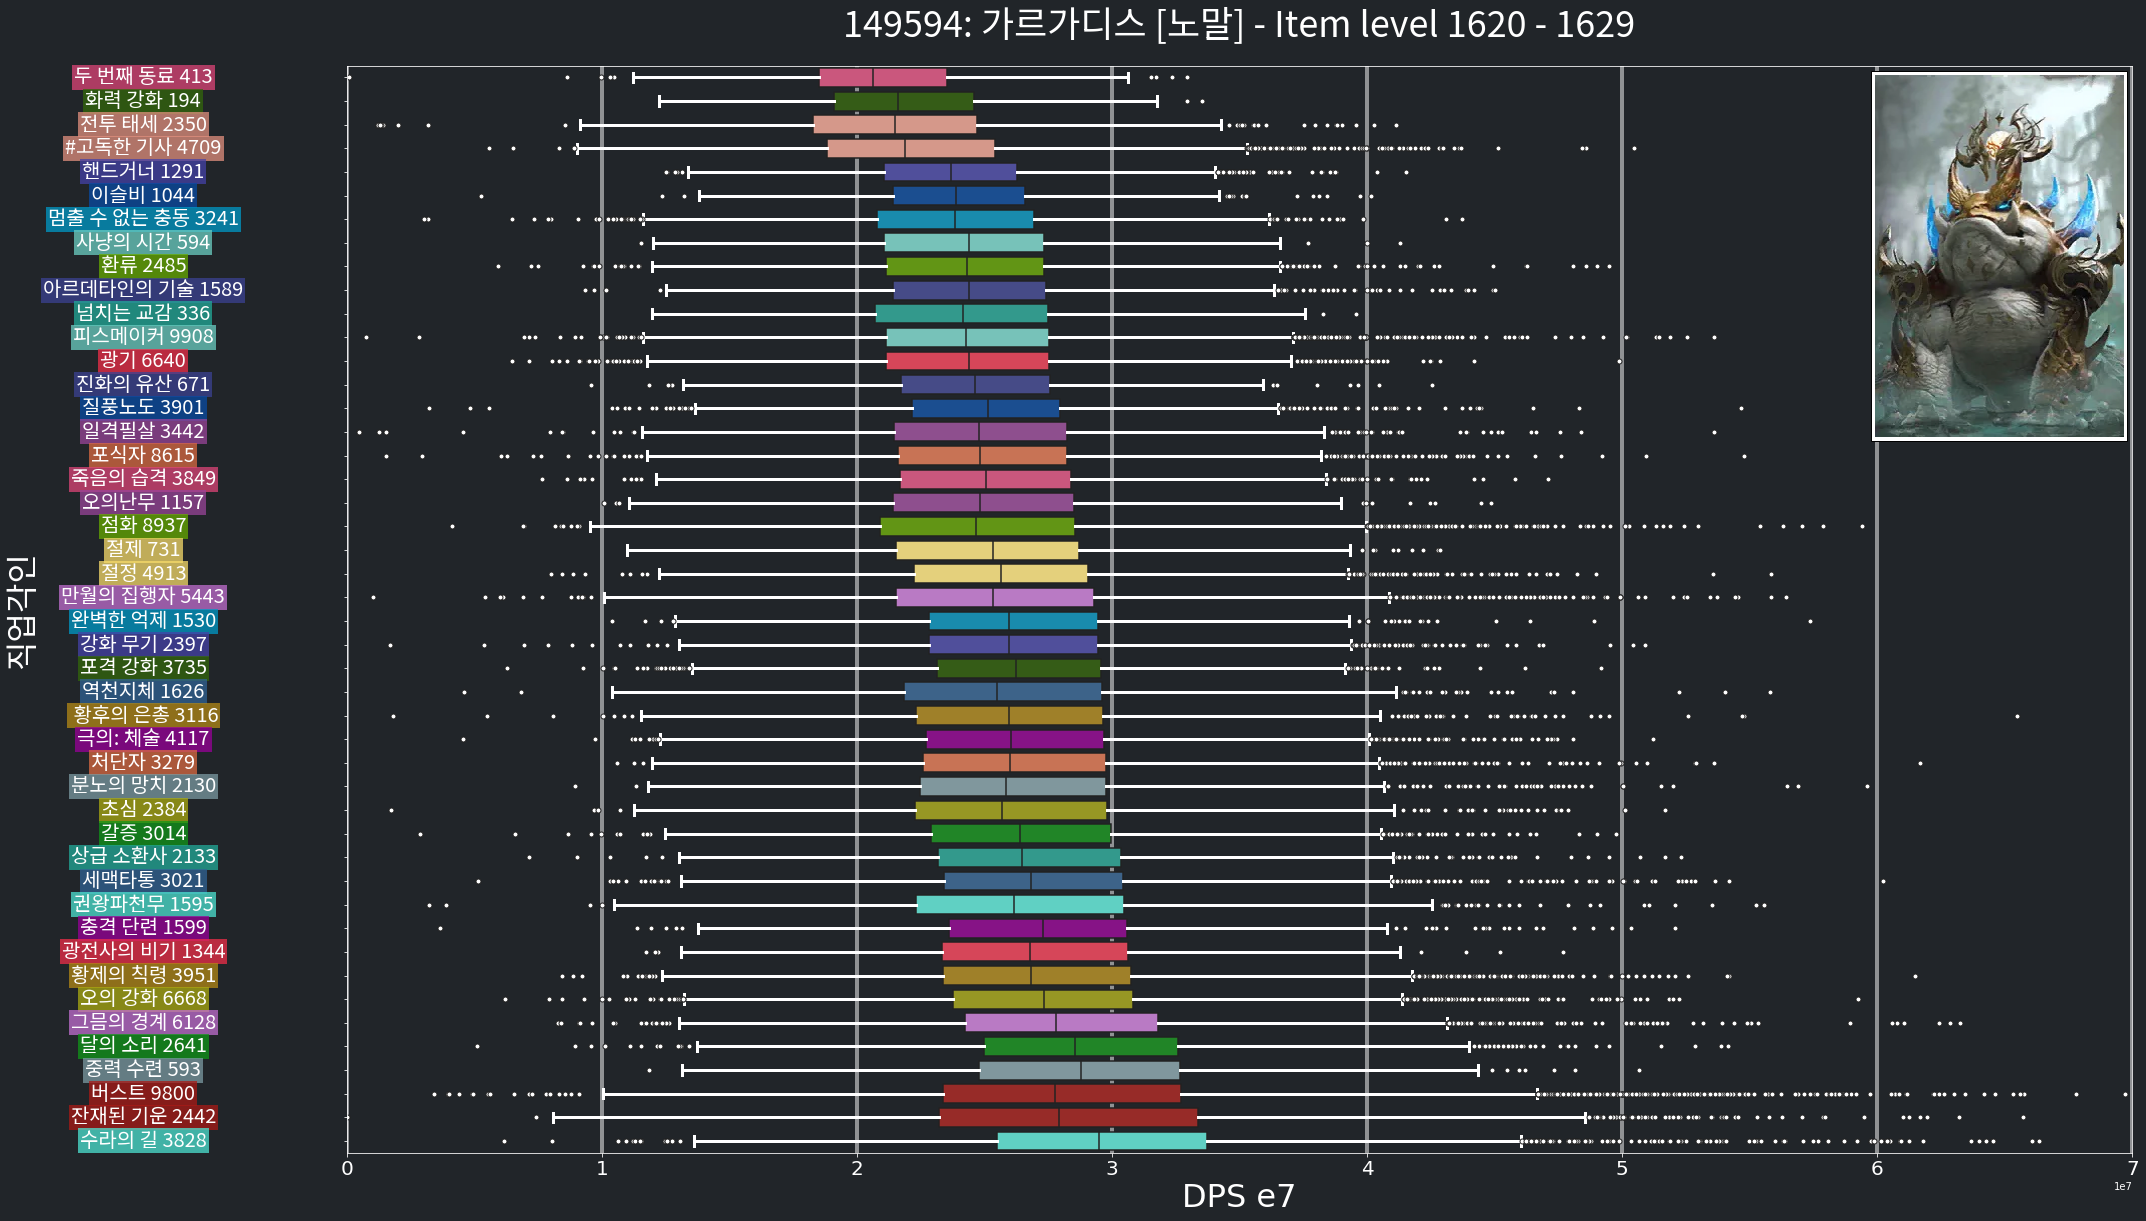 149594: 가르가디스 [노말] - Item level 1620 - 1629
직업각인
두 번째 동료 413
화력 강화 194
전투 태세 2350
#고독한 기사 4709
핸드거너 1291
이슬비 1044
멈출 수 없는 충동 3241
사냥의 시간 594
환류 2485
아르데타인의 기술 1589
넘치는 교감 336
피스메이커 9908
광기 6640
진화의 유산 671
질풍노도 3901
일격필살 3442
포식자 8615
죽음의 습격 3849
오의난무 1157
점화 8937
절제 731
절정 4913
만월의 집행자 5443
완벽한 억제 1530
강화 무기 2397
포격 강화 3735
역천지체 1626
황후의 은총 3116
극의: 체술 4117
처단자 3279
분노의 망치 2130
초심 2384
갈증 3014
상급 소환사 2133
세맥타통 3021
권왕파천무 1595
충격 단련 1599
광전사의 비기 1344
황제의 칙령 3951
오의 강화 6668
그믐의 경계 6128
달의 소리 2641
중력 수련 593
버스트 9800
잔재된 기운 2442
수라의 길 3828
0 1 2 3 4 5 6 7
1e7
DPS e7